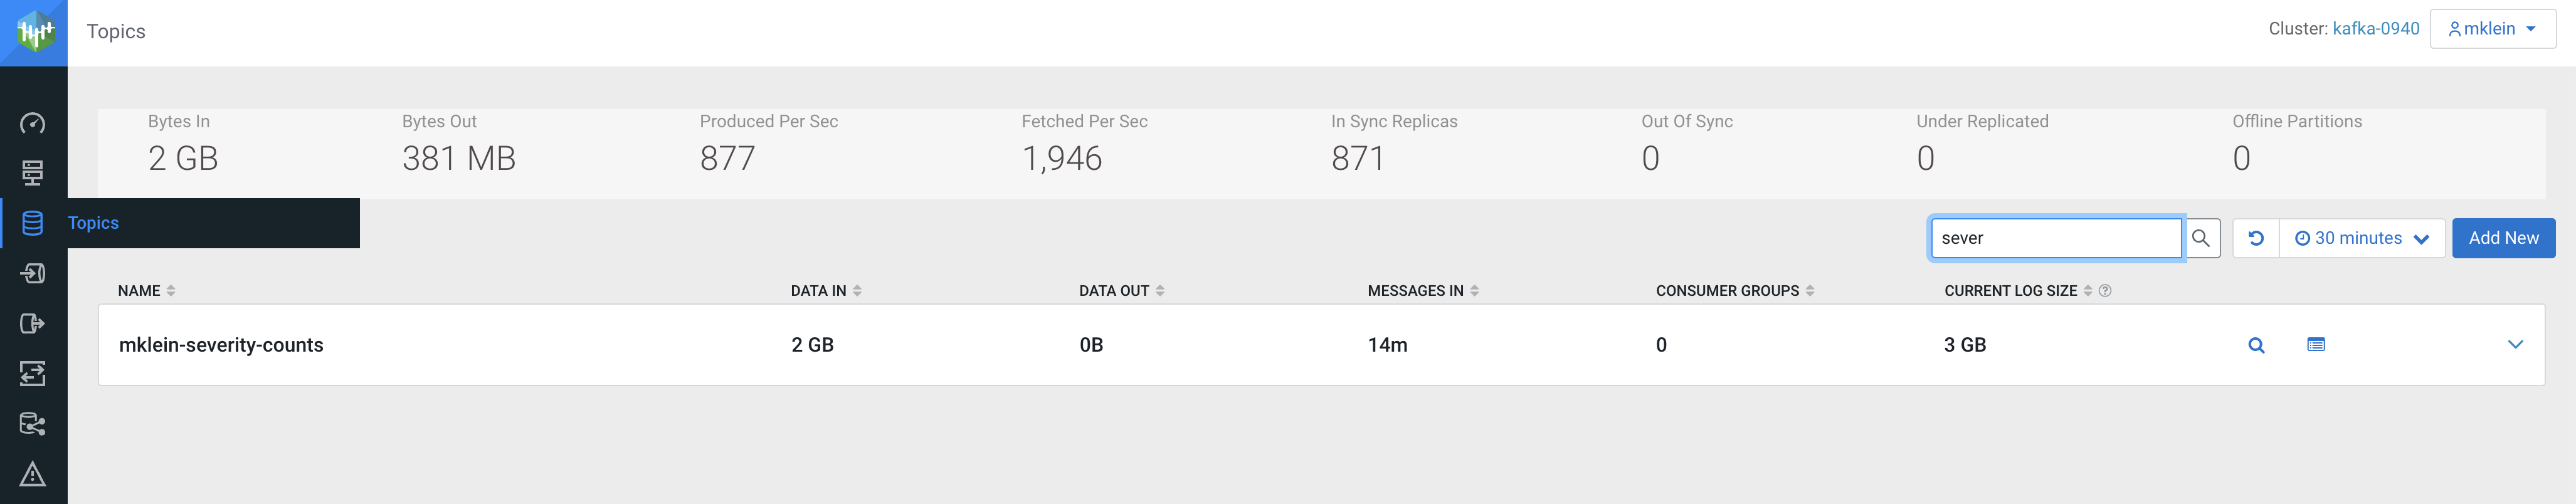 Topics
Cluster: kafka-0940 mklein
Bytes In Bytes Out Produced Per Sec Fetched Per Sec In Sync Replicas Out Of Sync Under Replicated Offline Partitions
2 GB 381 MB 877 1,946 871 0 0 0
Topics
sever 30 minutes Add New
NAME DATA IN DATA OUT MESSAGES IN CONSUMER GROUPS CURRENT LOG SIZE ?
mklein-severity-counts 2 GB 0B 14m 0 3 GB